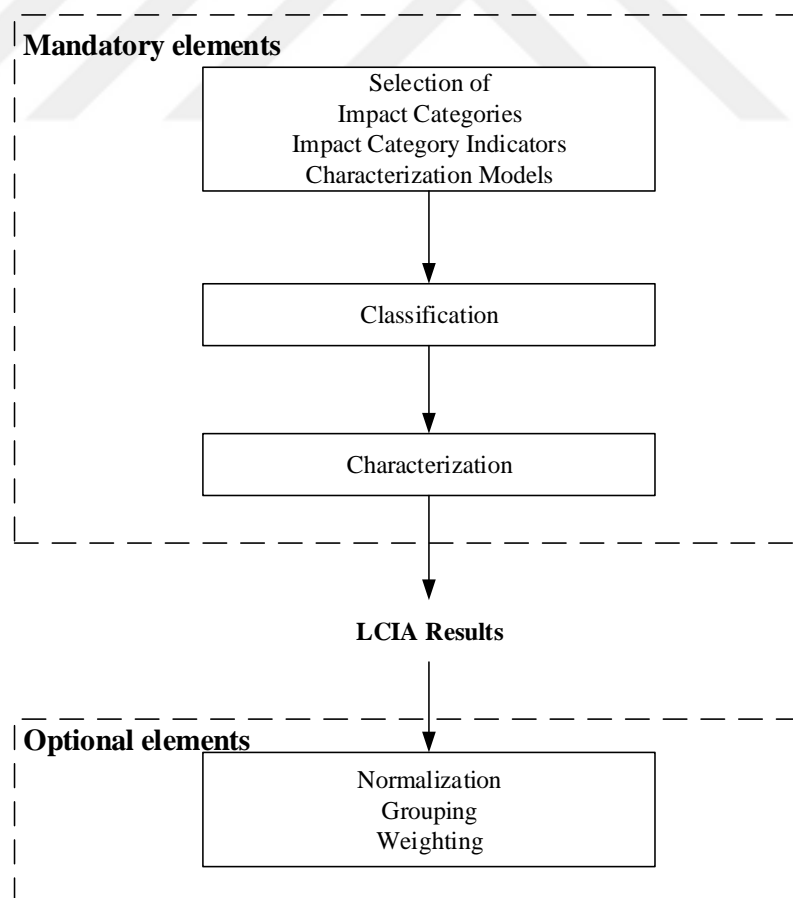 Mandatory elements
Selection of
Impact Categories
Impact Category Indicators
Characterization Models
Classification
Characterization
LCIA Results
Optional elements
Normalization
Grouping
Weighting